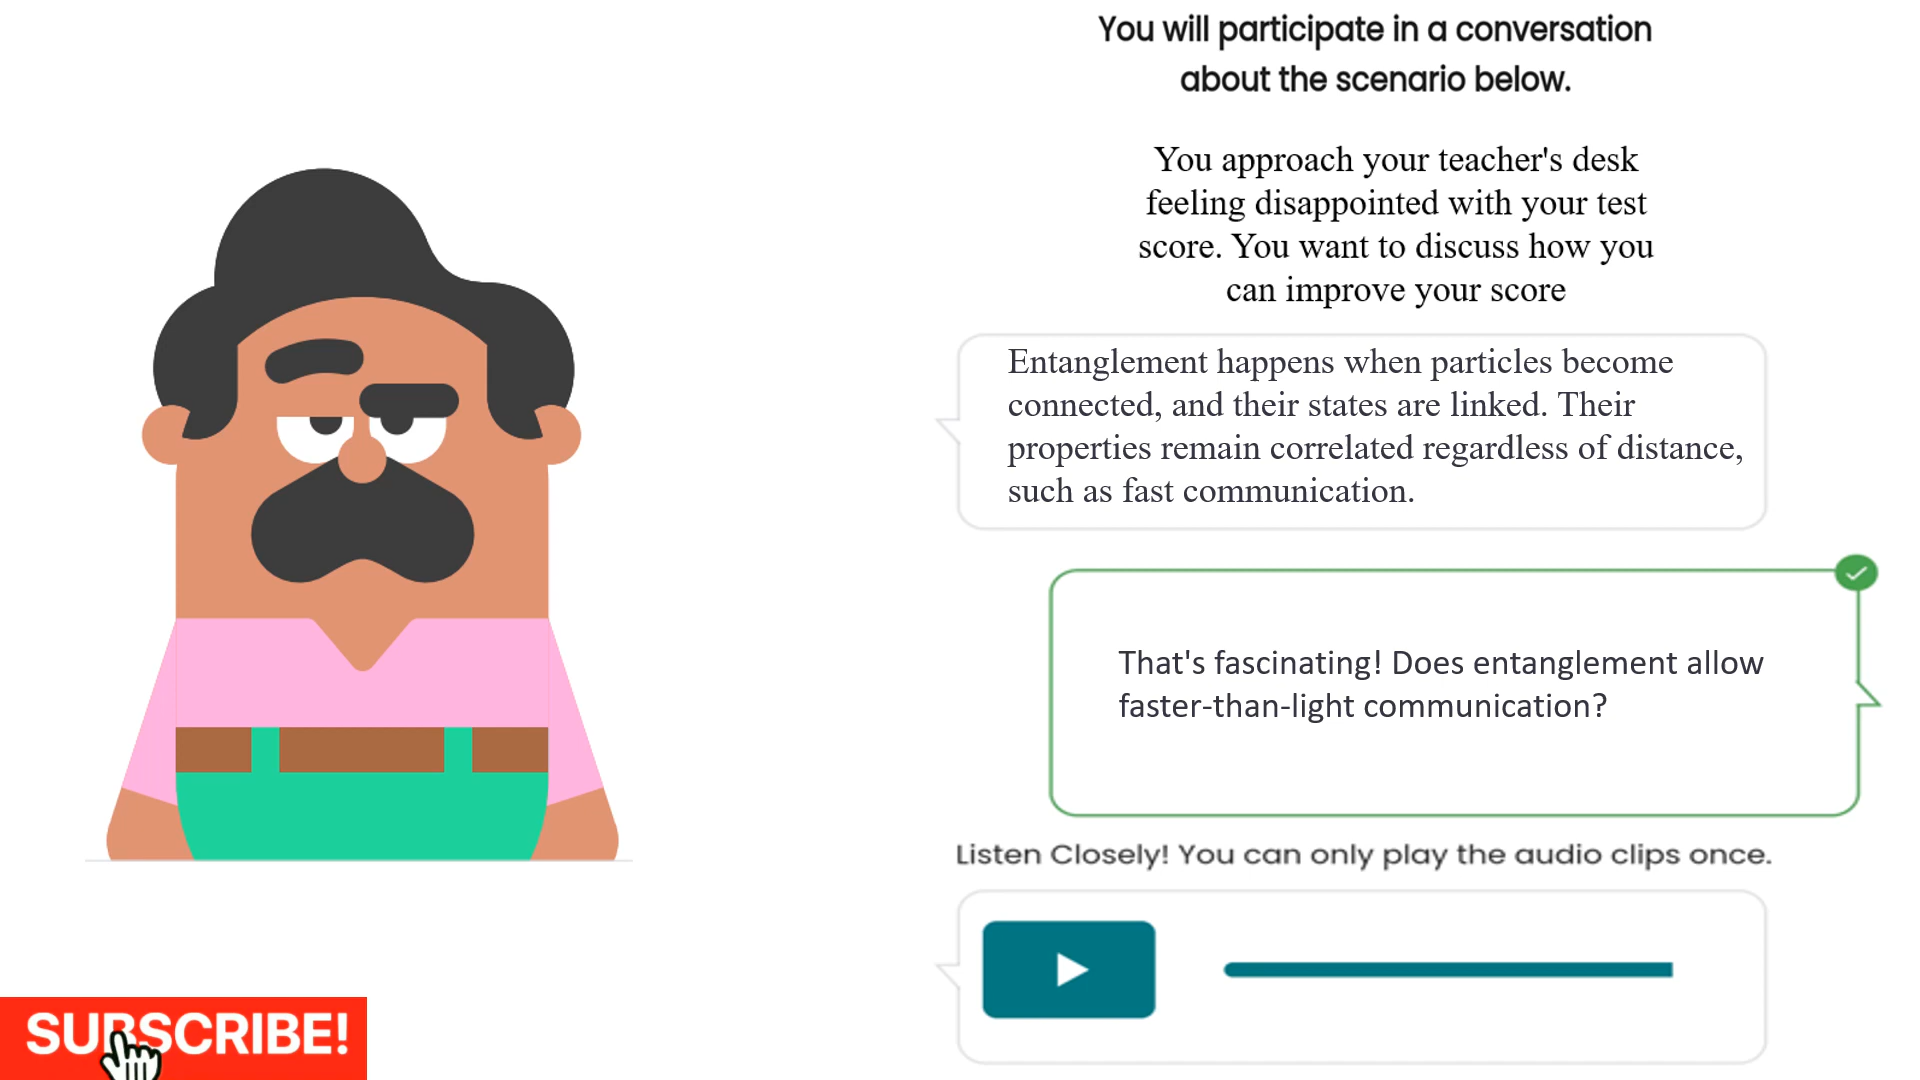 You will participate in a conversation
about the scenario below.
You approach your teacher's desk
feeling disappointed with your test
score. You want to discuss how you
can improve your score
Entanglement happens when particles become
connected, and their states are linked. Their
properties remain correlated regardless of distance,
such as fast communication.
That's fascinating! Does entanglement allow
faster-than-light communication?
Listen Closely! You can only play the audio clips once.
SUBSCRIBE!